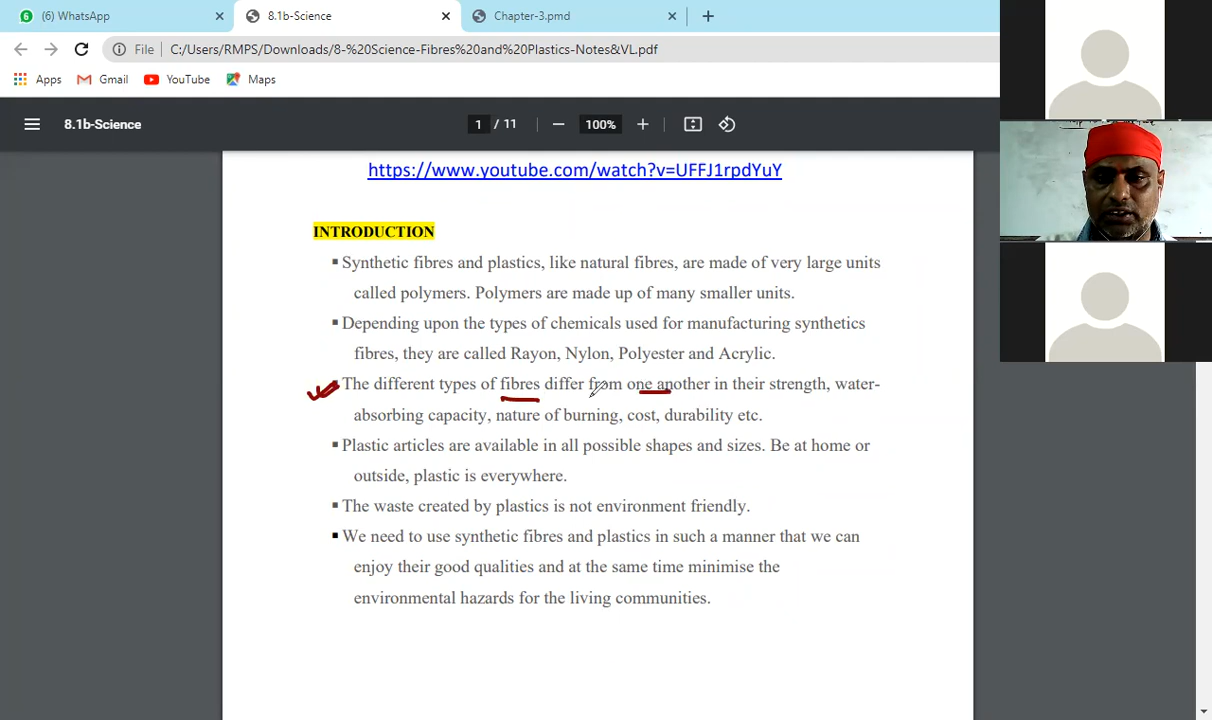 6
(6) WhatsApp
8.1b-Science
Chapter-3.pmd
File
C:/Users/RMPS/Downloads/8-%20Science-Fibres%20and%20Plastics-Notes&VL.pdf
Apps
Gmail
YouTube
Maps
8.1b-Science
1 / 11
100%
https://www.youtube.com/watch?v=UFFJ1rpdYuY
INTRODUCTION
▪ Synthetic fibres and plastics, like natural fibres, are made of very large units
called polymers. Polymers are made up of many smaller units.
▪ Depending upon the types of chemicals used for manufacturing synthetics
fibres, they are called Rayon, Nylon, Polyester and Acrylic.
▪ The different types of fibres differ from one another in their strength, water-
absorbing capacity, nature of burning, cost, durability etc.
▪ Plastic articles are available in all possible shapes and sizes. Be at home or
outside, plastic is everywhere.
▪ The waste created by plastics is not environment friendly.
▪ We need to use synthetic fibres and plastics in such a manner that we can
enjoy their good qualities and at the same time minimise the
environmental hazards for the living communities.